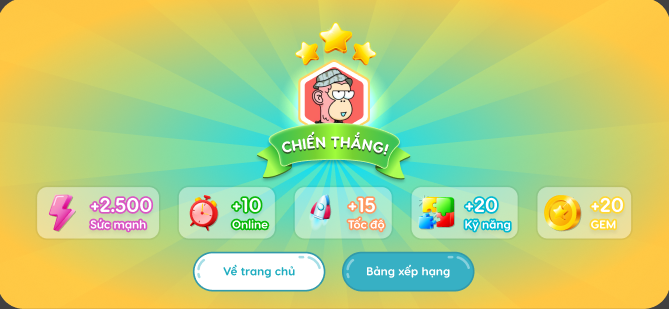 CHIẾN THẮNG!
+2.500
Sức mạnh
+10
Online
+15
Tốc độ
+20
Kỹ năng
+20
GEM
Về trang chủ
Bảng xếp hạng